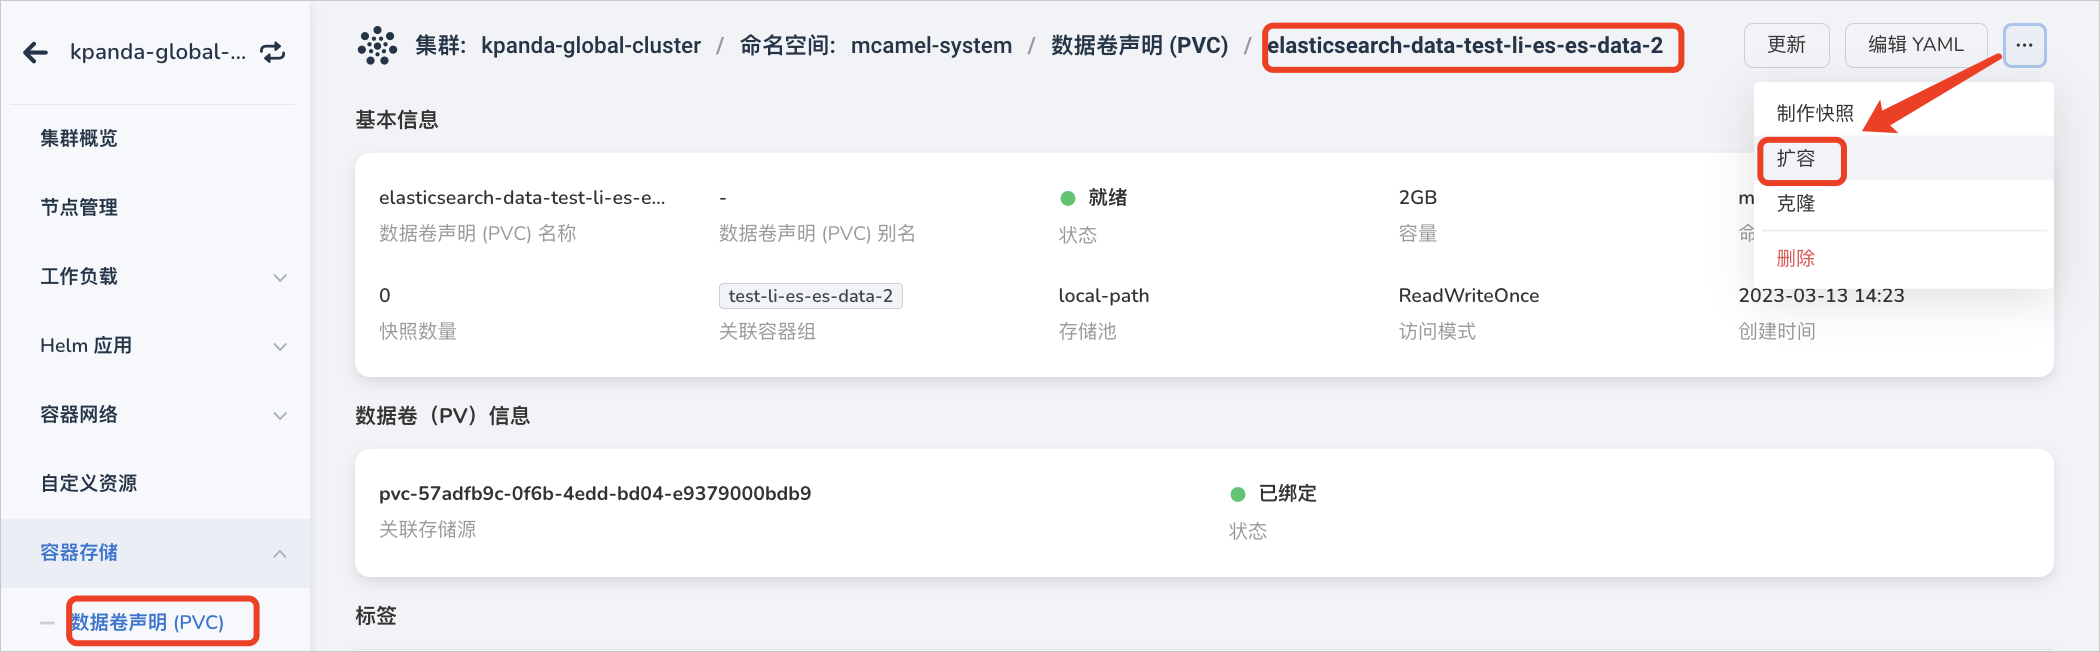 kpanda-global-...
集群: kpanda-global-cluster / 命名空间: mcamel-system / 数据卷声明 (PVC) / elasticsearch-data-test-li-es-es-data-2
更新
编辑 YAML
...
制作快照
扩容
克隆
删除
集群概览
节点管理
工作负载
Helm 应用
容器网络
自定义资源
容器存储
数据卷声明 (PVC)
基本信息
elasticsearch-data-test-li-es-e...
数据卷声明 (PVC) 名称
-
数据卷声明 (PVC) 别名
就绪
状态
2GB
容量
m
命
0
快照数量
test-li-es-es-data-2
关联容器组
local-path
存储池
ReadWriteOnce
访问模式
2023-03-13 14:23
创建时间
数据卷（PV）信息
pvc-57adfb9c-0f6b-4edd-bd04-e9379000bdb9
关联存储源
已绑定
状态
标签